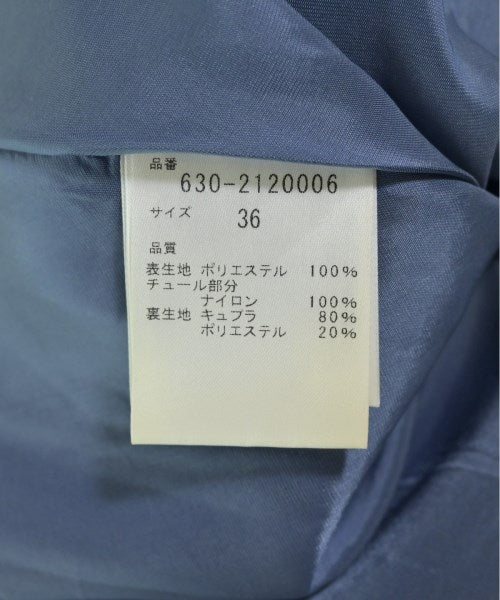 品番
630-2120006
サイズ 36
品質
表生地 ポリエステル 100%
チュール部分
ナイロン 100%
裏生地 キュプラ 80%
ポリエステル 20%